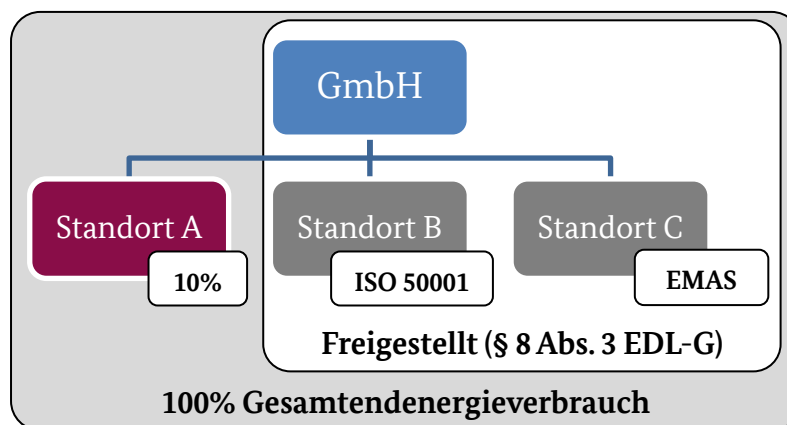 GmbH
Standort A
Standort B
Standort C
10%
ISO 50001
EMAS
Freigestellt (§ 8 Abs. 3 EDL-G)
100% Gesamtendenergieverbrauch